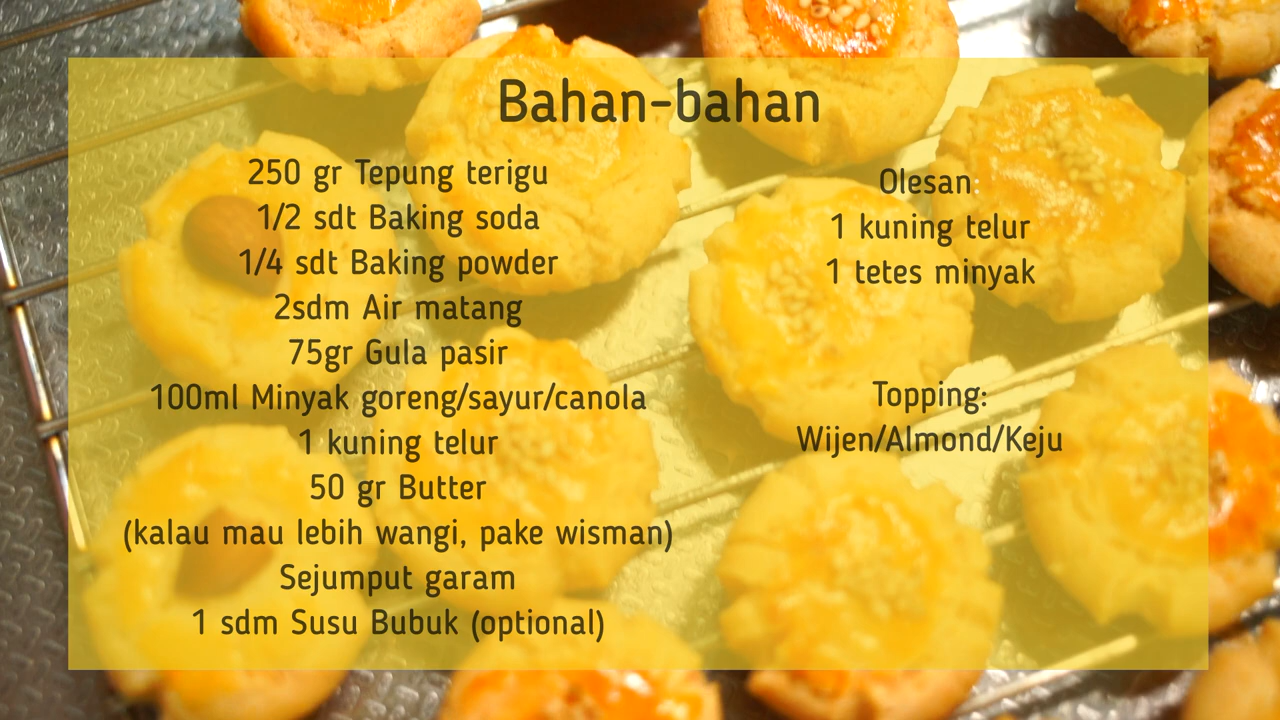 Bahan-bahan
250 gr Tepung terigu
1/2 sdt Baking soda
1/4 sdt Baking powder
2sdm Air matang
75gr Gula pasir
100ml Minyak goreng/sayur/canola
1 kuning telur
50 gr Butter
(kalau mau lebih wangi, pake wisman)
Sejumput garam
1 sdm Susu Bubuk (optional)
Olesan:
1 kuning telur
1 tetes minyak
Topping:
Wijen/Almond/Keju